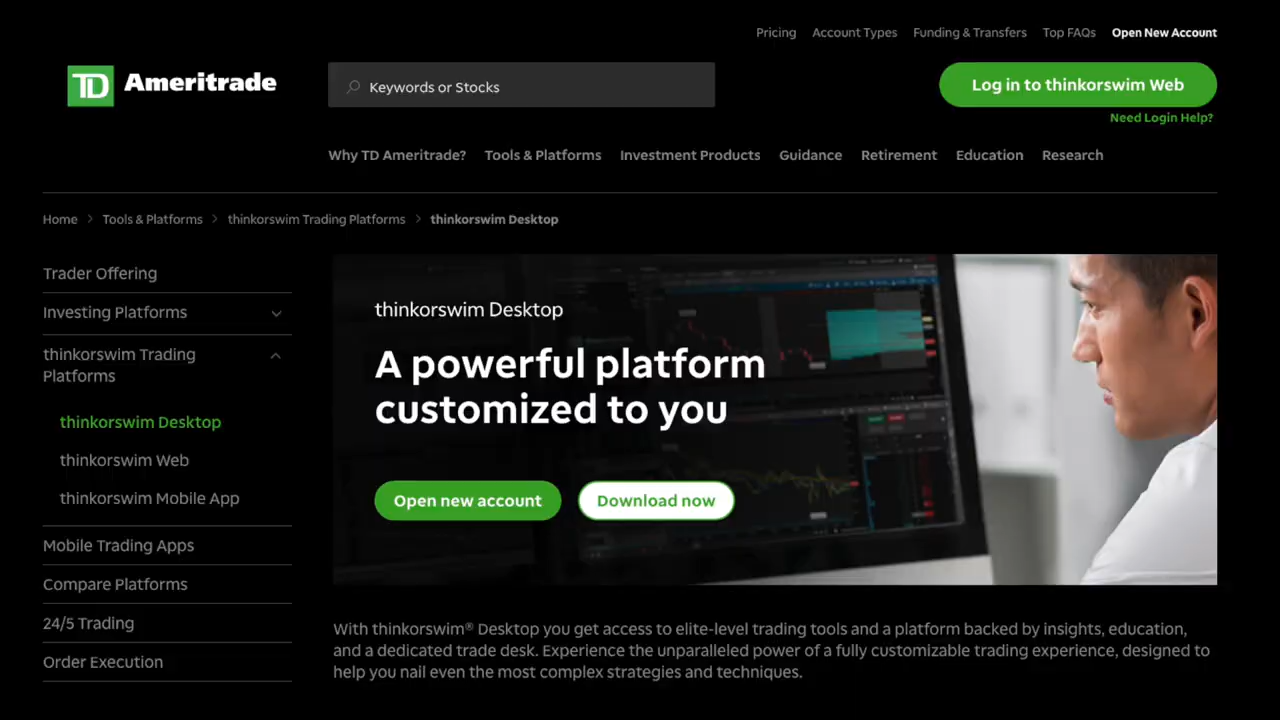 Pricing Account Types Funding & Transfers Top FAQs Open New Account
TD Ameritrade
Keywords or Stocks
Log in to thinkorswim Web
Need Login Help?
Why TD Ameritrade? Tools & Platforms Investment Products Guidance Retirement Education Research
Home > Tools & Platforms > thinkorswim Trading Platforms > thinkorswim Desktop
Trader Offering
Investing Platforms
thinkorswim Trading
Platforms
thinkorswim Desktop
thinkorswim Web
thinkorswim Mobile App
Mobile Trading Apps
Compare Platforms
24/5 Trading
Order Execution
thinkorswim Desktop
A powerful platform
customized to you
Open new account
Download now
With thinkorswim® Desktop you get access to elite-level trading tools and a platform backed by insights, education,
and a dedicated trade desk. Experience the unparalleled power of a fully customizable trading experience, designed to
help you nail even the most complex strategies and techniques.